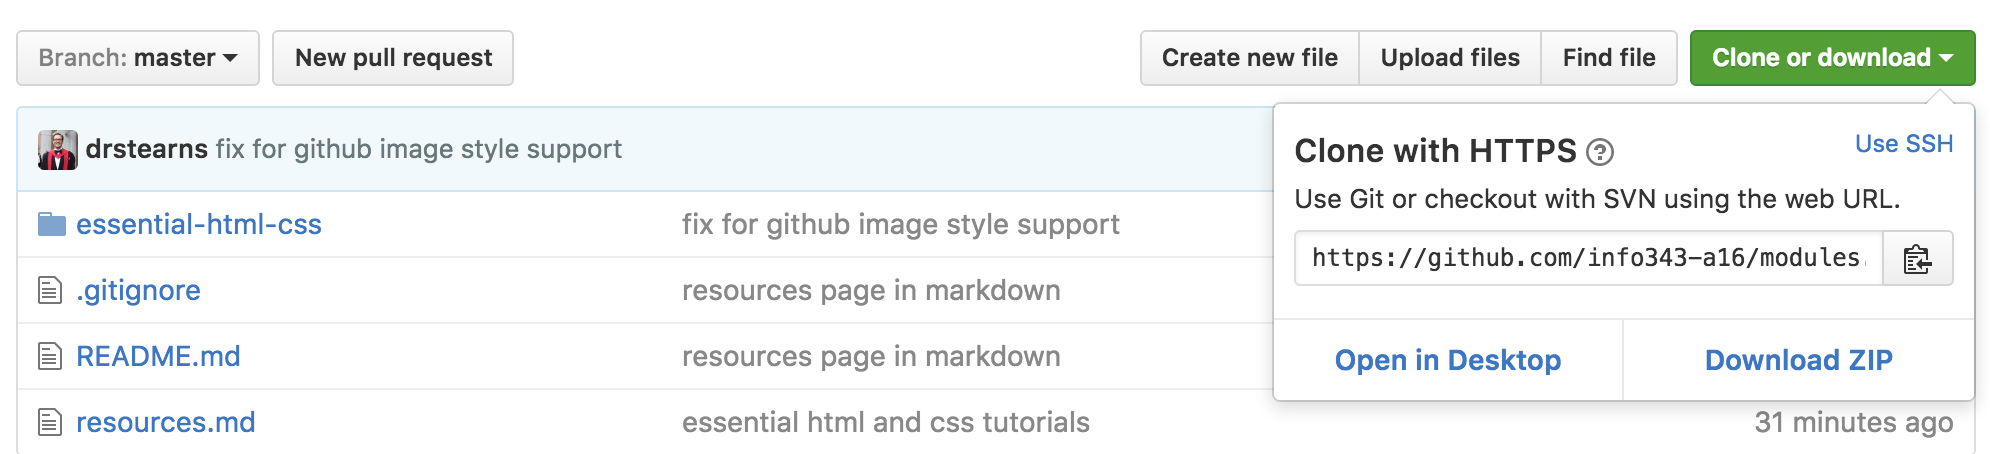 Branch: master
New pull request
Create new file
Upload files
Find file
Clone or download
drstearns fix for github image style support
Clone with HTTPS ?
Use SSH
Use Git or checkout with SVN using the web URL.
https://github.com/info343-a16/modules
Open in Desktop
Download ZIP
essential-html-css fix for github image style support
.gitignore resources page in markdown
README.md resources page in markdown
resources.md essential html and css tutorials 31 minutes ago